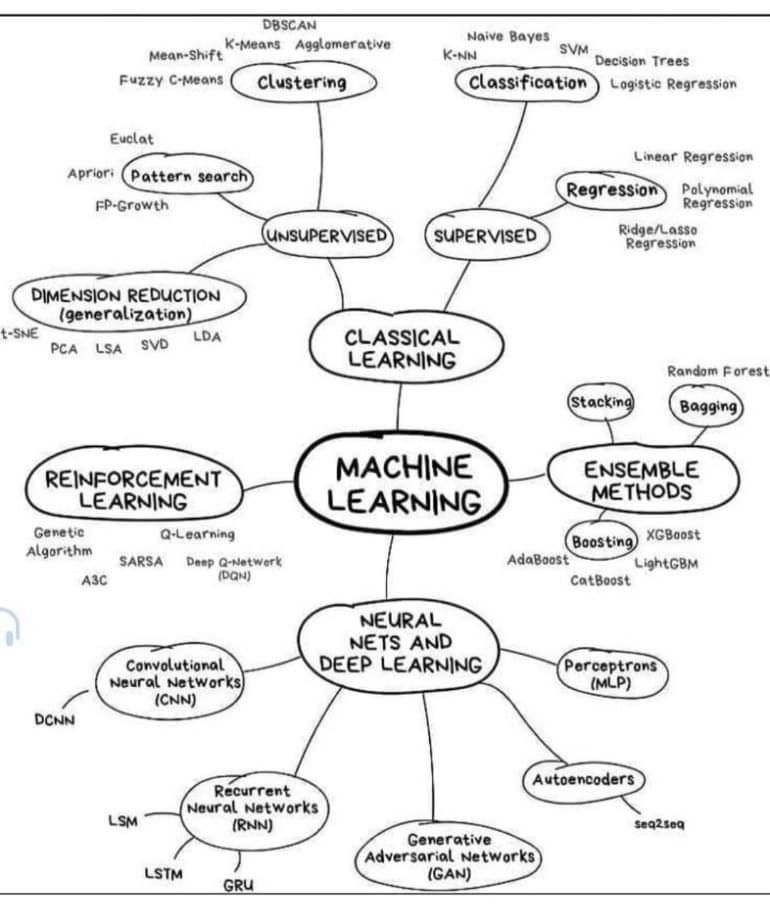 DBSCAN
K-Means Agglomerative
Mean-Shift
Fuzzy C-Means
Clustering
Naive Bayes
K-NN
SVM
Decision Trees
Classification
Logistic Regression
Euclat
Apriori
Pattern search
FP-Growth
Linear Regression
Regression
Polynomial
Regression
Ridge/Lasso
Regression
UNSUPERVISED
SUPERVISED
DIMENSION REDUCTION
(generalization)
t-SNE
PCA
LSA
SVD
LDA
CLASSICAL
LEARNING
Random Forest
Stacking
Bagging
MACHINE
LEARNING
REINFORCEMENT
LEARNING
ENSEMBLE
METHODS
Genetic
Algorithm
Q-Learning
SARSA
Deep Q-Network
(DQN)
A3C
Boosting
XGBoost
AdaBoost
LightGBM
CatBoost
NEURAL
NETS AND
DEEP LEARNING
Convolutional
Neural Networks
(CNN)
DCNN
Perceptrons
(MLP)
Autoencoders
seq2seq
Recurrent
Neural Networks
(RNN)
LSM
LSTM
GRU
Generative
Adversarial Networks
(GAN)